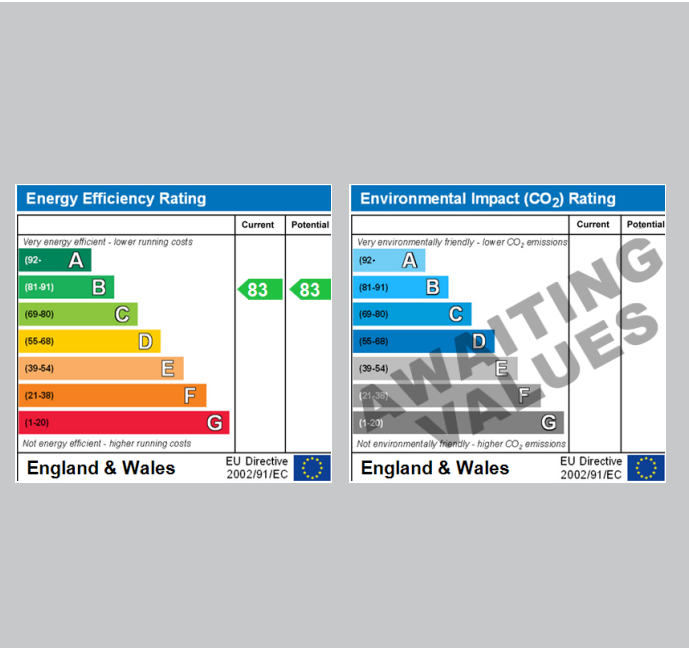 Energy Efficiency Rating
Current Potential
Very energy efficient - lower running costs
(92- A
(81-91) B
83 83
(69-80) C
(55-68) D
(39-54) E
(21-38) F
(1-20) G
Not energy efficient - higher running costs
England & Wales
EU Directive
2002/91/EC
Environmental Impact (CO2) Rating
Current Potential
Very environmentally friendly - lower CO2 emissions
(92- A
(81-91) B
(69-80) C
(55-68) D
(39-54) E
(21-38) F
(1-20) G
AWAITING
VALUES
Not environmentally friendly - higher CO2 emissions
England & Wales
EU Directive
2002/91/EC